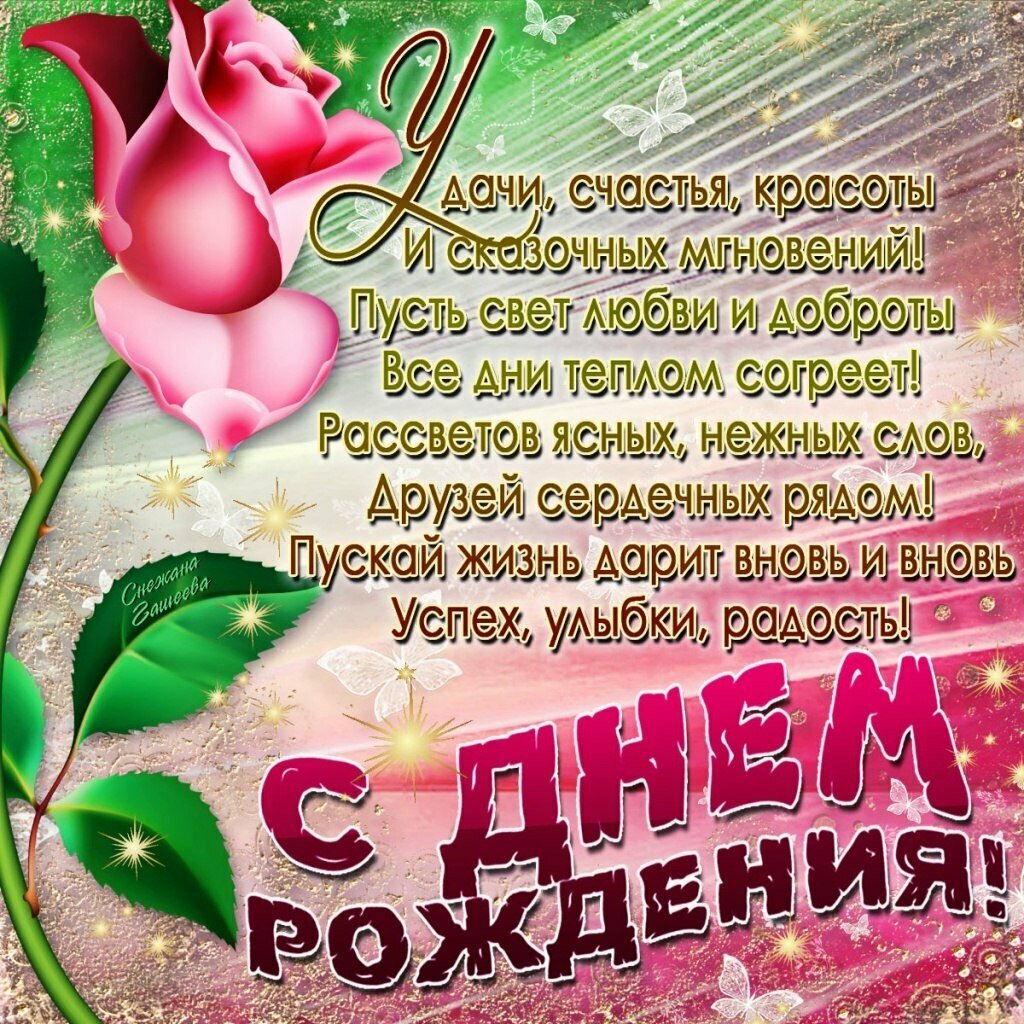 Удачи, счастья, красоты
И сказочных мгновений!
Пусть свет любви и доброты
Все дни теплом согреет!
Рассветов ясных, нежных слов,
Друзей сердечных рядом!
Пускай жизнь дарит вновь и вновь
Успех, улыбки, радость!
Снежана
Зашеева
С ДНЕМ
РОЖДЕНИЯ!